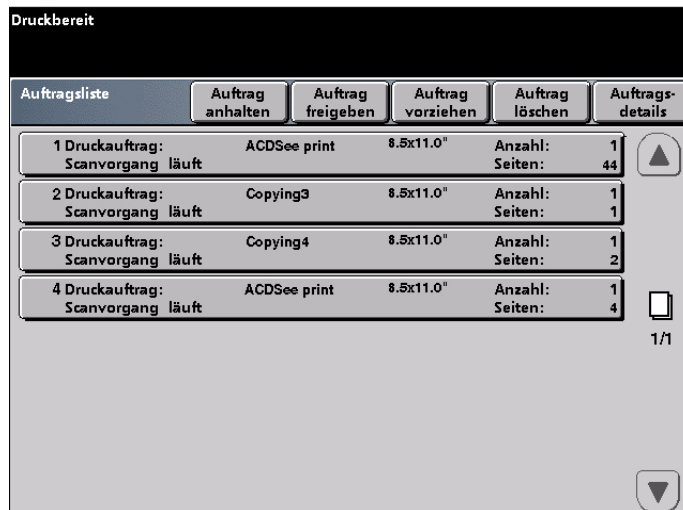 Druckbereit
Auftragsliste
Auftrag anhalten
Auftrag freigeben
Auftrag vorziehen
Auftrag löschen
Auftrags-details
1 Druckauftrag: ACDSee print 8.5x11.0" Anzahl: 1
Scanvorgang läuft Seiten: 44
2 Druckauftrag: Copying3 8.5x11.0" Anzahl: 1
Scanvorgang läuft Seiten: 1
3 Druckauftrag: Copying4 8.5x11.0" Anzahl: 1
Scanvorgang läuft Seiten: 2
4 Druckauftrag: ACDSee print 8.5x11.0" Anzahl: 1
Scanvorgang läuft Seiten: 4
1/1